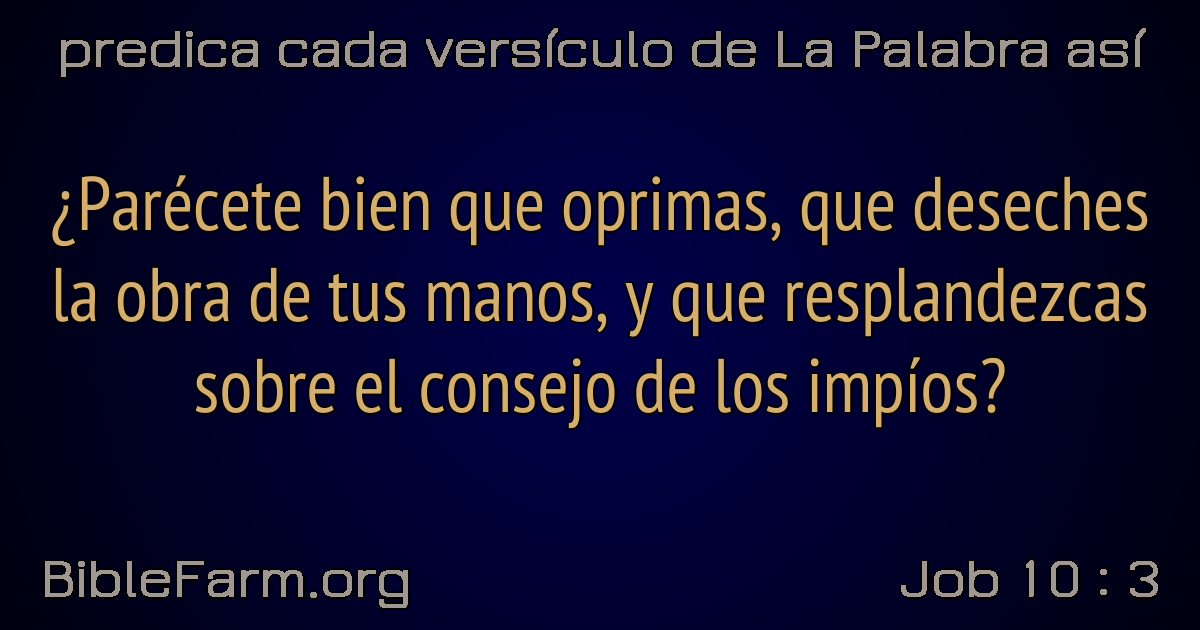 predica cada versículo de La Palabra así
¿Parécete bien que oprimas, que deseches
la obra de tus manos, y que resplandezcas
sobre el consejo de los impíos?
BibleFarm.org
Job 10 : 3